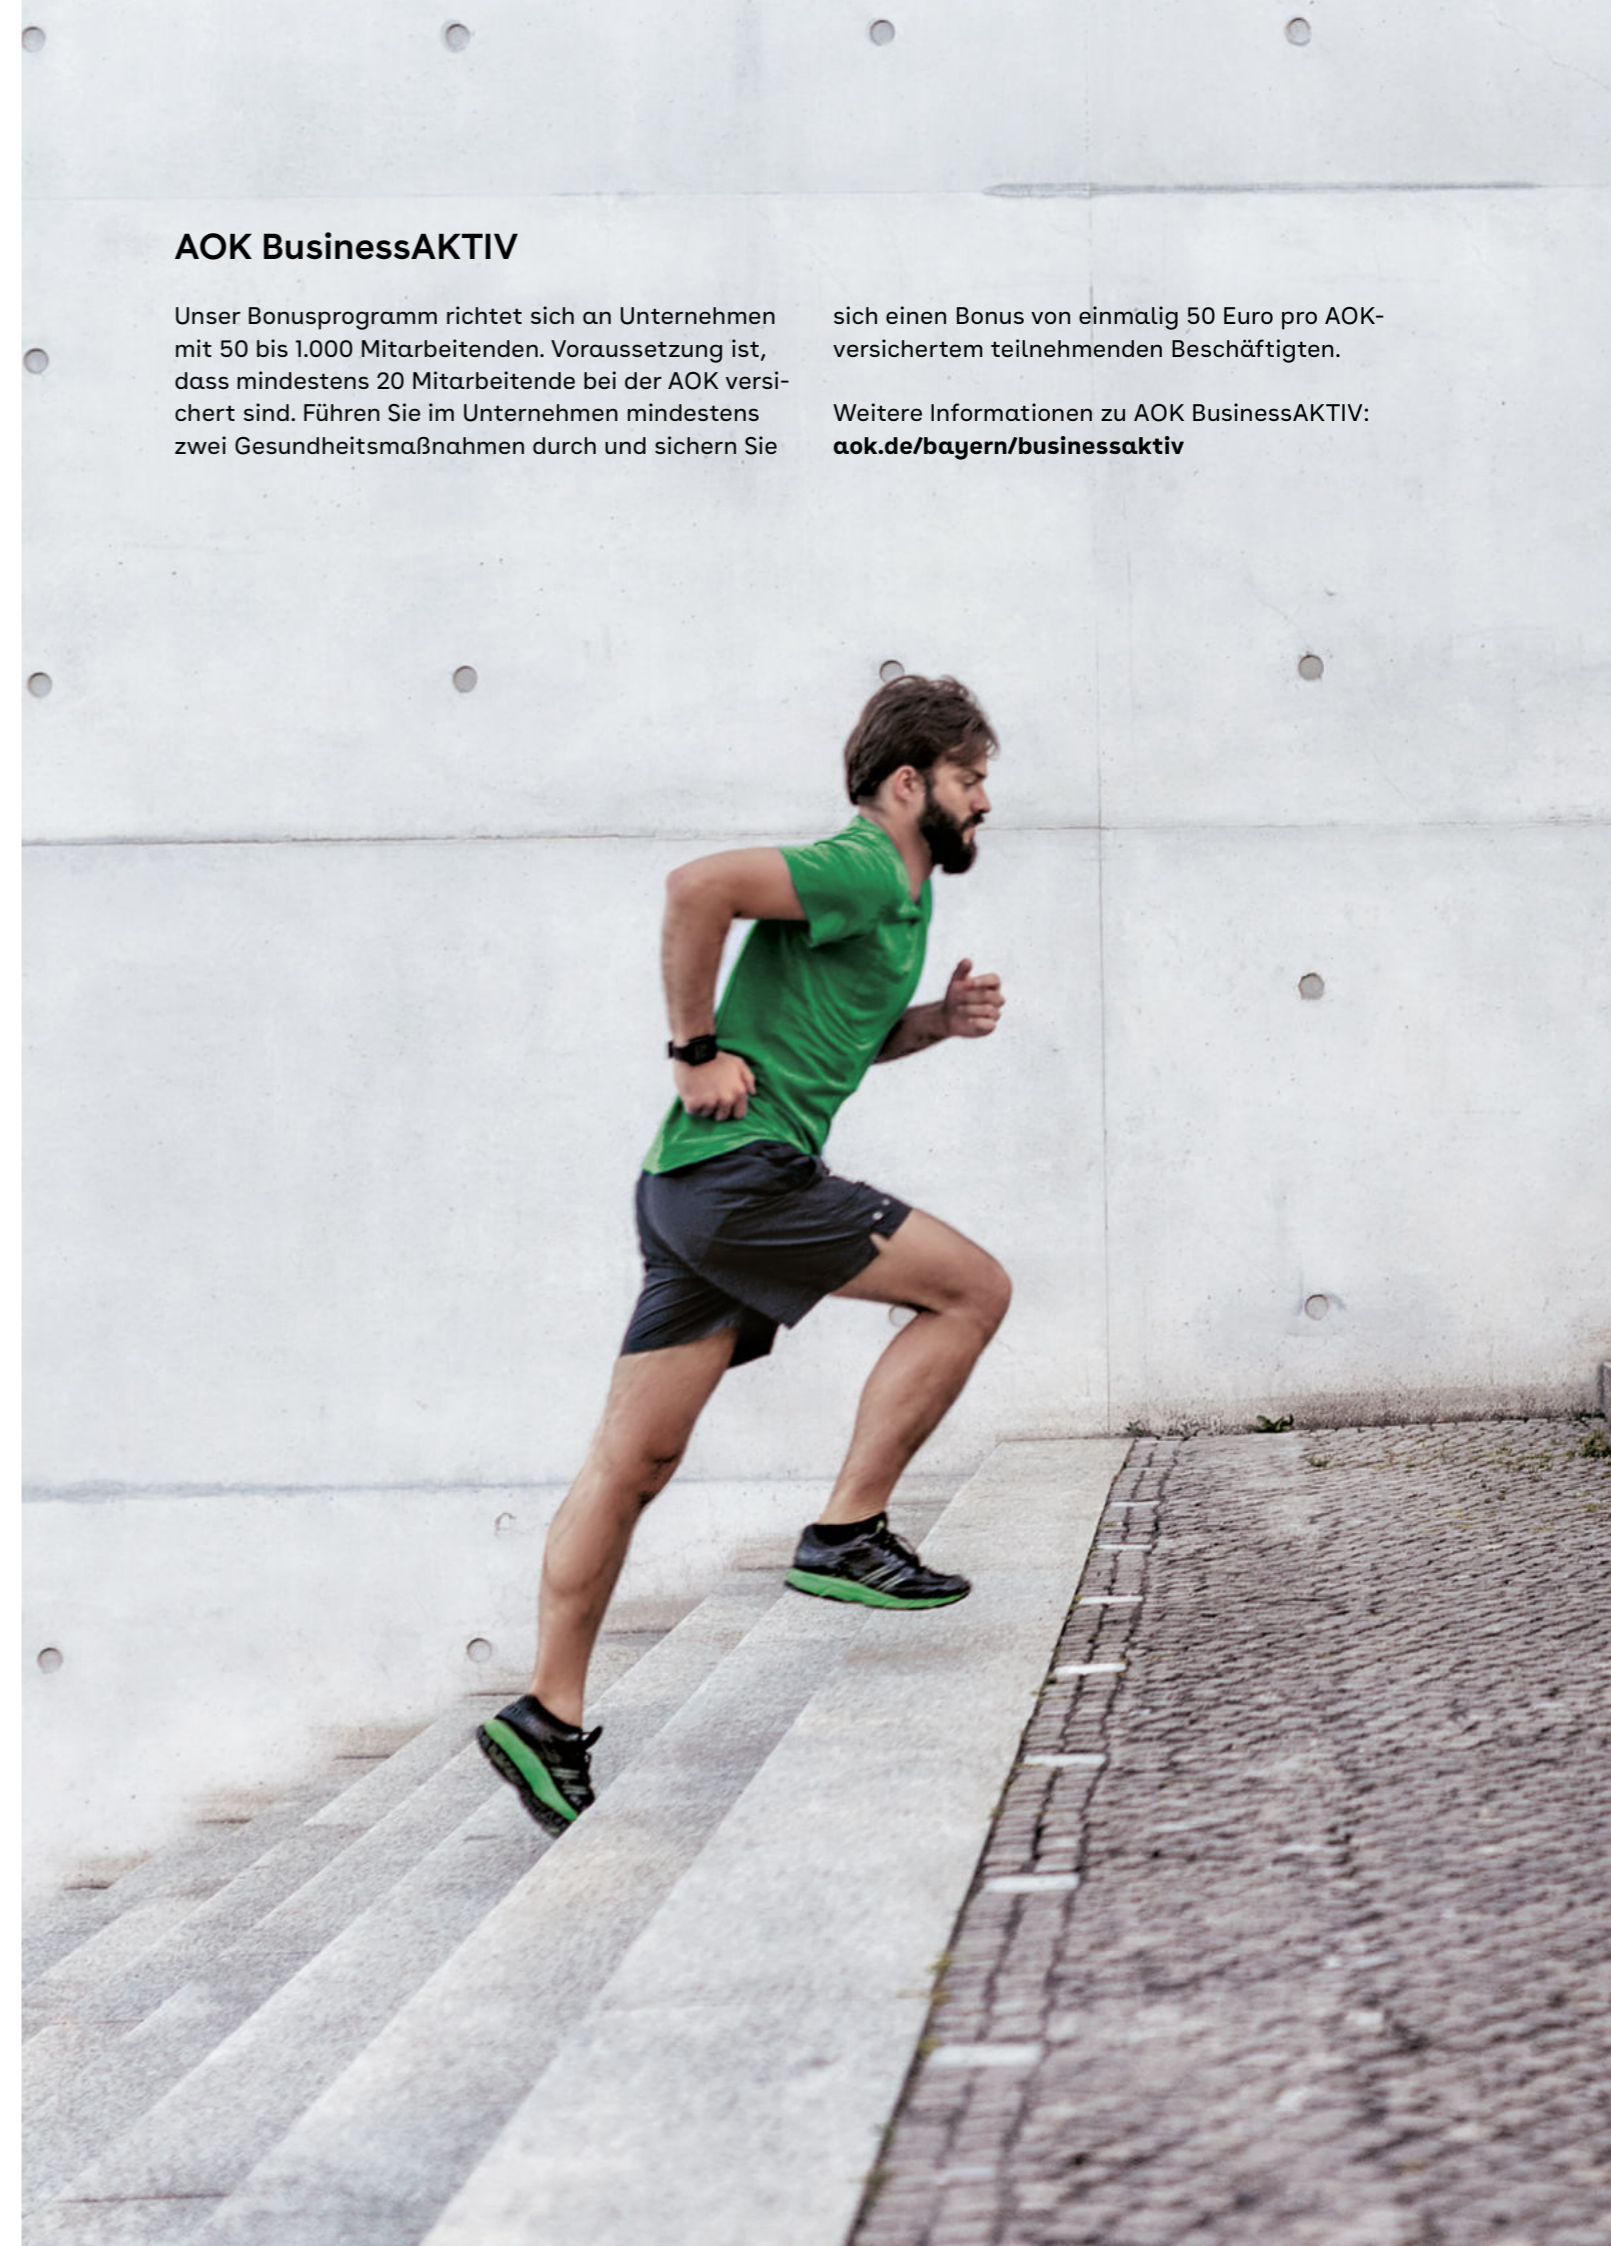 AOK BusinessAKTIV
Unser Bonusprogramm richtet sich an Unternehmen
mit 50 bis 1.000 Mitarbeitenden. Voraussetzung ist,
dass mindestens 20 Mitarbeitende bei der AOK versi-
chert sind. Führen Sie im Unternehmen mindestens
zwei Gesundheitsmaßnahmen durch und sichern Sie
sich einen Bonus von einmalig 50 Euro pro AOK-
versichertem teilnehmenden Beschäftigten.
Weitere Informationen zu AOK BusinessAKTIV:
aok.de/bayern/businessaktiv